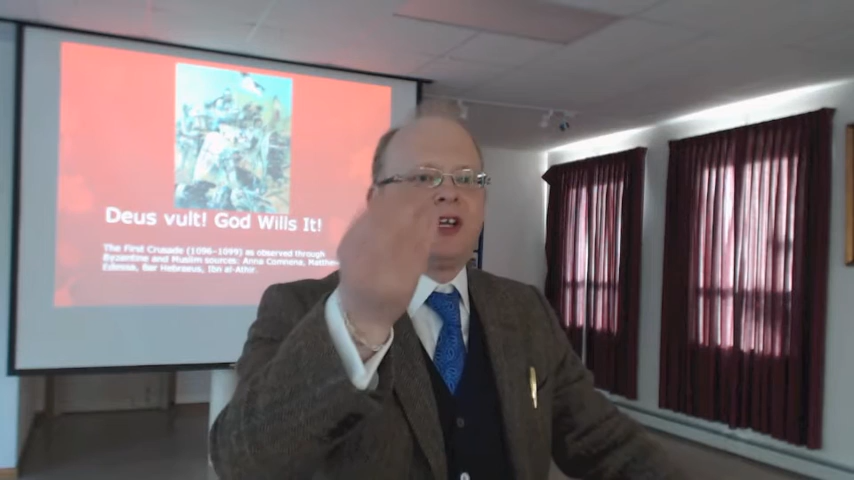 Deus vult! God Wills It!
The First Crusade (1096-1099) as observed through
Byzantine and Muslim sources: Anna Comnena, Matthew
Edessa, Bar Hebraeus, Ibn al-Athir.